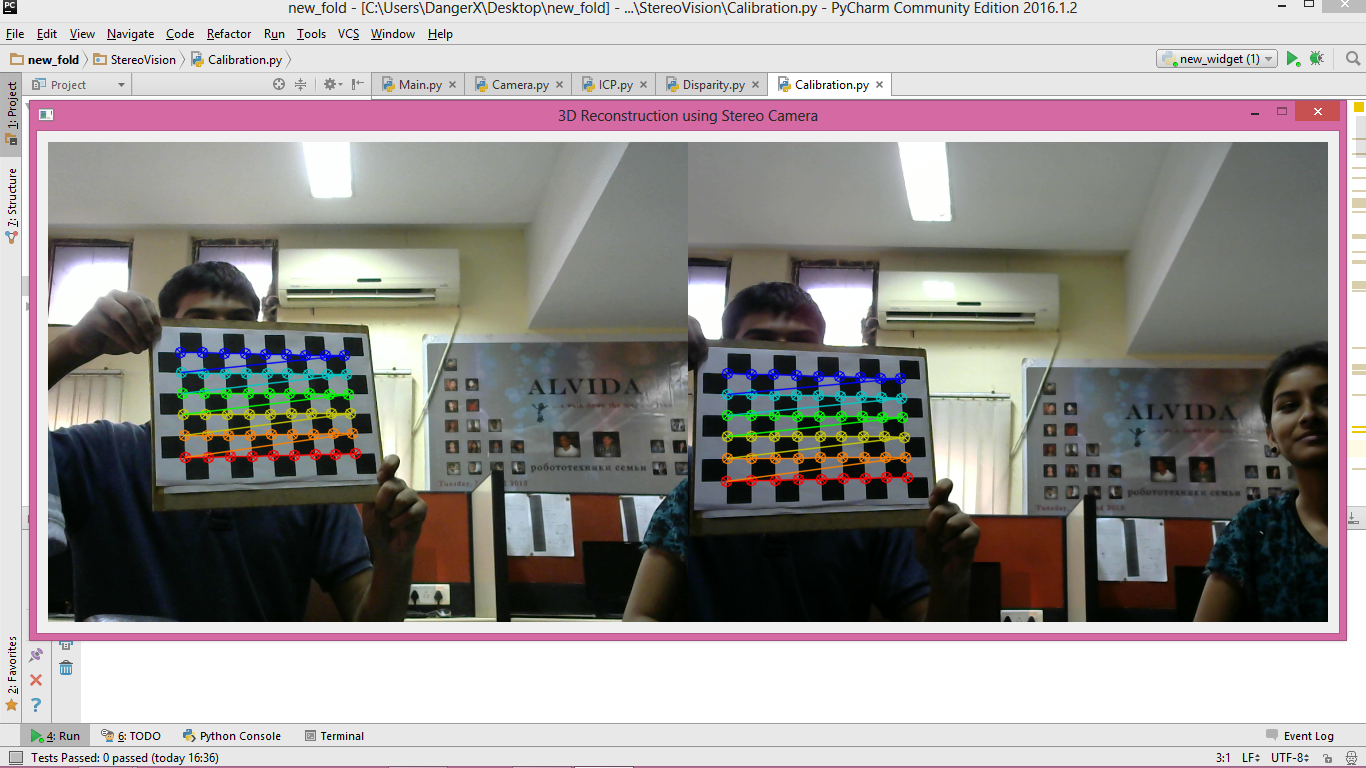 new_fold - [C:\Users\DangerX\Desktop\new_fold] - ...\StereoVision\Calibration.py - PyCharm Community Edition 2016.1.2
File Edit View Navigate Code Refactor Run Tools VCS Window Help
new_fold StereoVision Calibration.py new_widget (1)
1: Project
Project Main.py Camera.py ICP.py Disparity.py Calibration.py
3D Reconstruction using Stereo Camera
7: Structure
ALVIDA
робототехники семьи
Tuesday,
ALVIDA
робототехники семьи
2: Favorites
4: Run 6: TODO Python Console Terminal Event Log
Tests Passed: 0 passed (today 16:36) 3:1 LF UTF-8